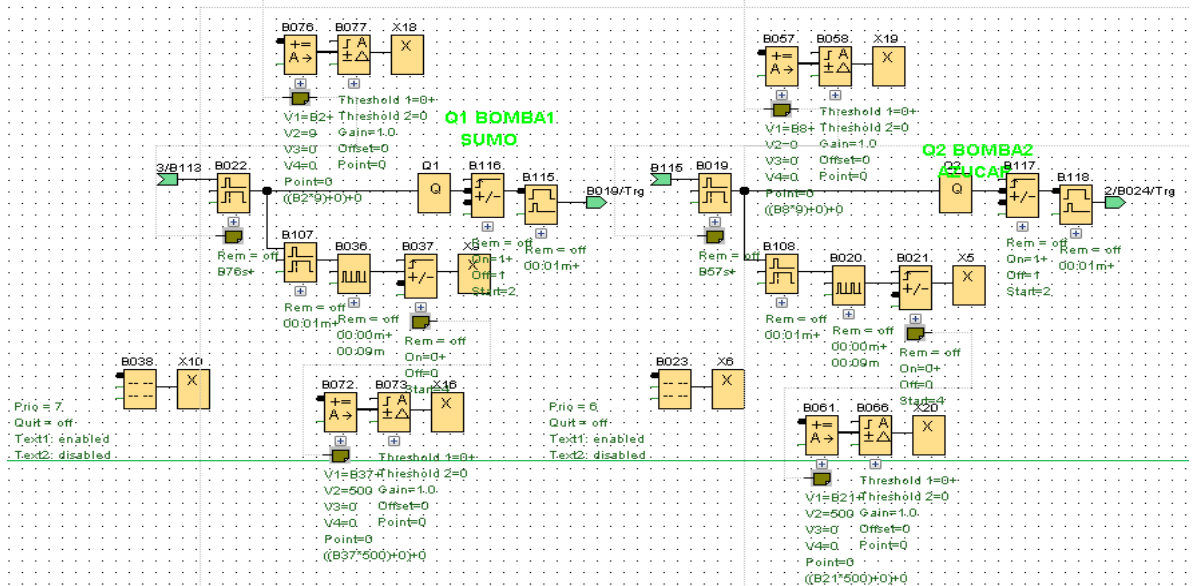 B076. B077. X18
Threshold 1=0+
V1=B2+ Threshold 2=0
V2=9 Gain=1.0.
V3=0 Offset=0
V4=0. Point=0
Point=0
((B2*9)+0)+0
Q1 BOMBA1
SUMO
3/B113 B022. Q1 B116. B115. B019/Trg
Q
Rem = off
B76s+
Rem = off
On=1+
Off=1
Start=2
Rem = off
00:01m+
B107. B036 B037
Rem = off
00:01m+
Rem = off
00:00m+
00:09m
Rem = off
On=0+
Off=0
Start=4
B038 X10
Prio = 7.
Quit = off
Text1: enabled
Text2: disabled
B072. B073. X16
Threshold 1=0+
V1=B37+ Threshold 2=0
V2=500 Gain=1.0.
V3=0 Offset=0
V4=0. Point=0
Point=0
((B37*500)+0)+0
B057. B058. X19
Threshold 1=0+
V1=B8+ Threshold 2=0
V2=0 Gain=1.0
V3=0 Offset=0
V4=0. Point=0
Point=0
((B8*9)+0)+0
Q2 BOMBA2
AZUCAR
B115 B019. Q2 B117. B118. 2/B024/Trg
Q
Rem = off
B57s+
Rem = off
On=1+
Off=1
Start=2
Rem = off
00:01m+
B108. B020. B021 X5
Rem = off
00:01m+
Rem = off
00:00m+
00:09m
Rem = off
On=0+
Off=0
Start=4
B023. X6
Prio = 6.
Quit = off
Text1: enabled
Text2: disabled
B061. B066. X20
Threshold 1=0+
V1=B21+ Threshold 2=0
V2=500 Gain=1.0.
V3=0 Offset=0
V4=0. Point=0
Point=0
((B21*500)+0)+0